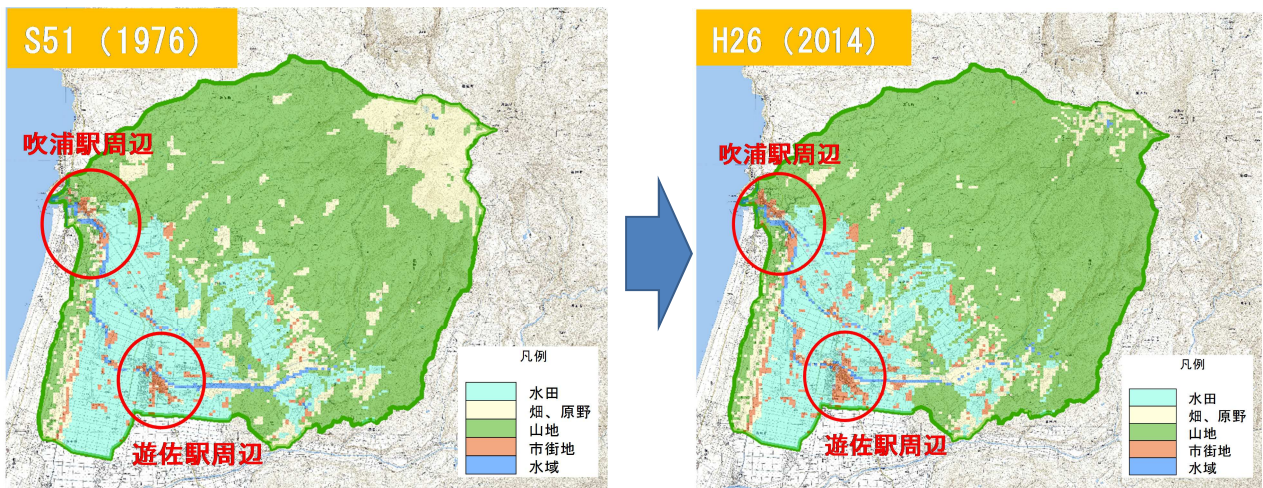 S51（1976）
吹浦駅周辺
遊佐駅周辺
凡例
水田
畑、原野
山地
市街地
水域
H26（2014）
吹浦駅周辺
遊佐駅周辺
凡例
水田
畑、原野
山地
市街地
水域